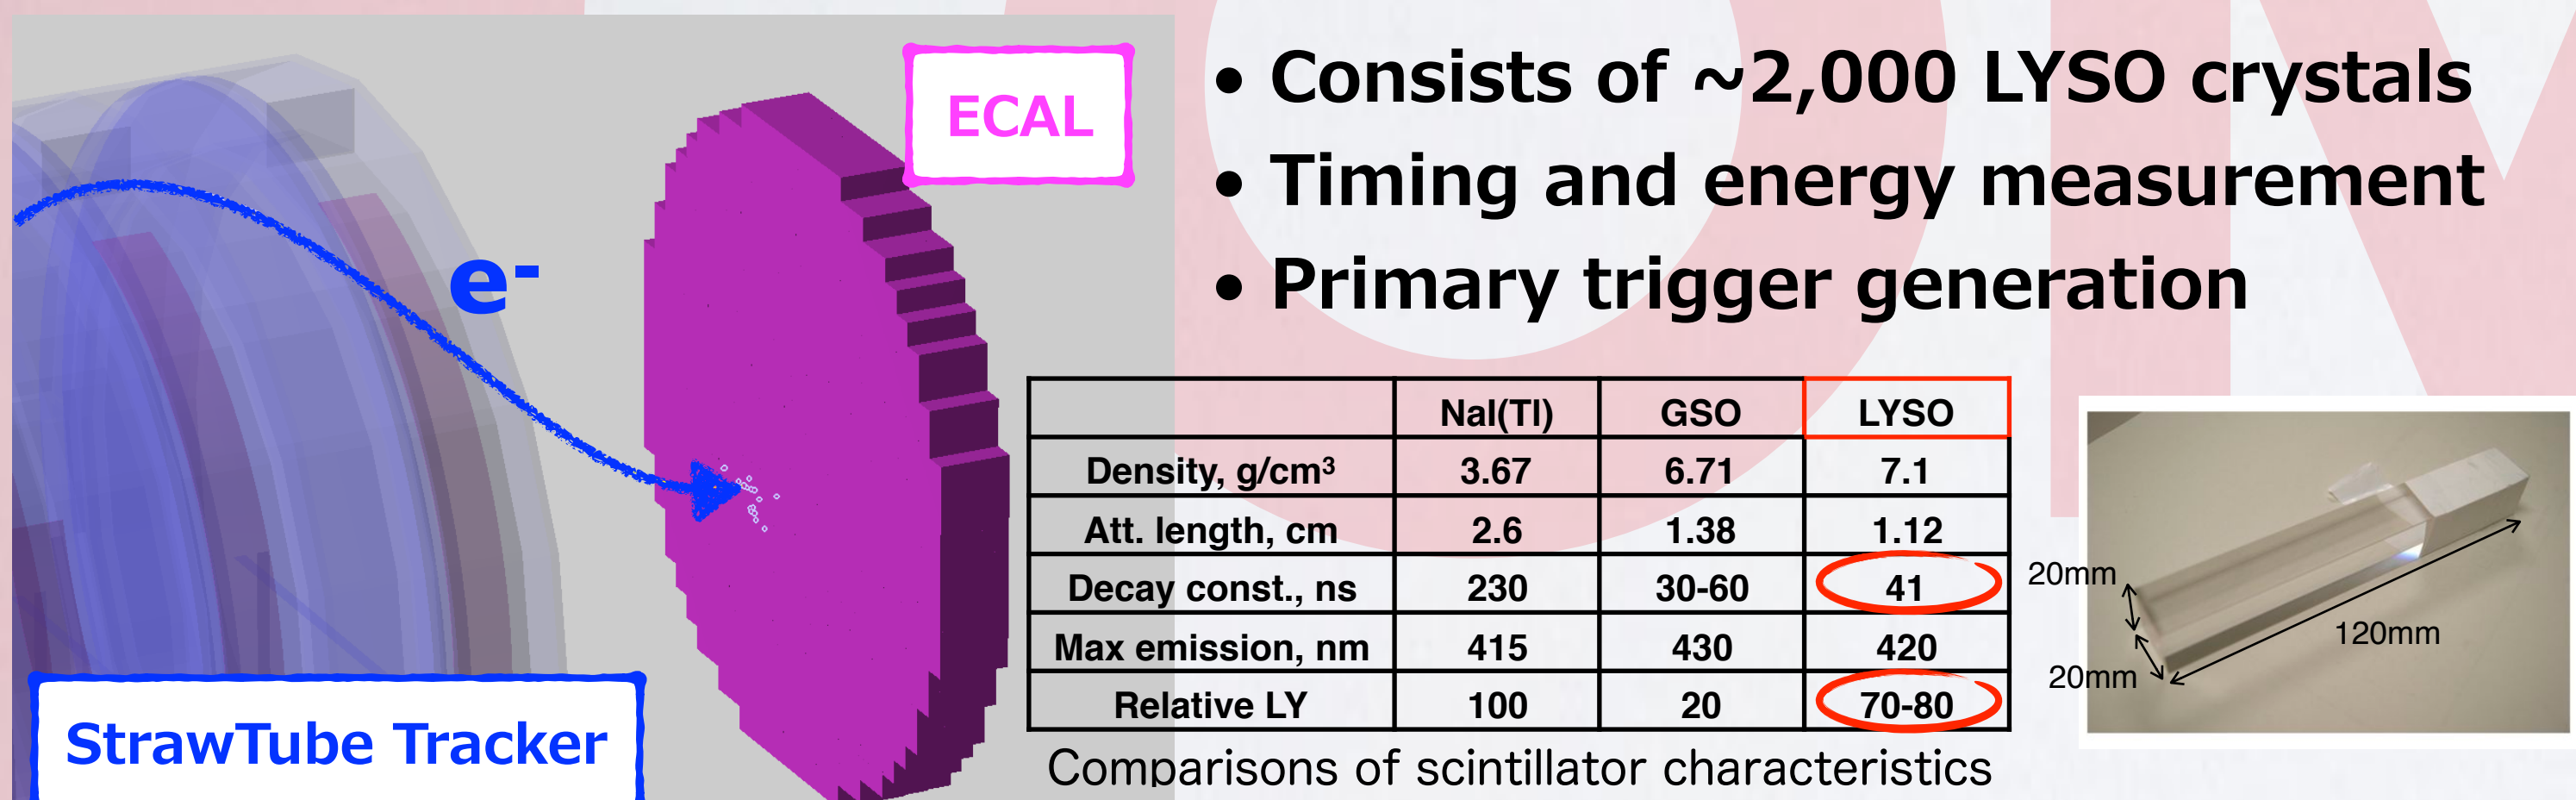 ECAL
e-
StrawTube Tracker
• Consists of ~2,000 LYSO crystals
• Timing and energy measurement
• Primary trigger generation
NaI(Tl) GSO LYSO
Density, g/cm³ 3.67 6.71 7.1
Att. length, cm 2.6 1.38 1.12
Decay const., ns 230 30-60 41
Max emission, nm 415 430 420
Relative LY 100 20 70-80
Comparisons of scintillator characteristics
20mm
120mm
20mm